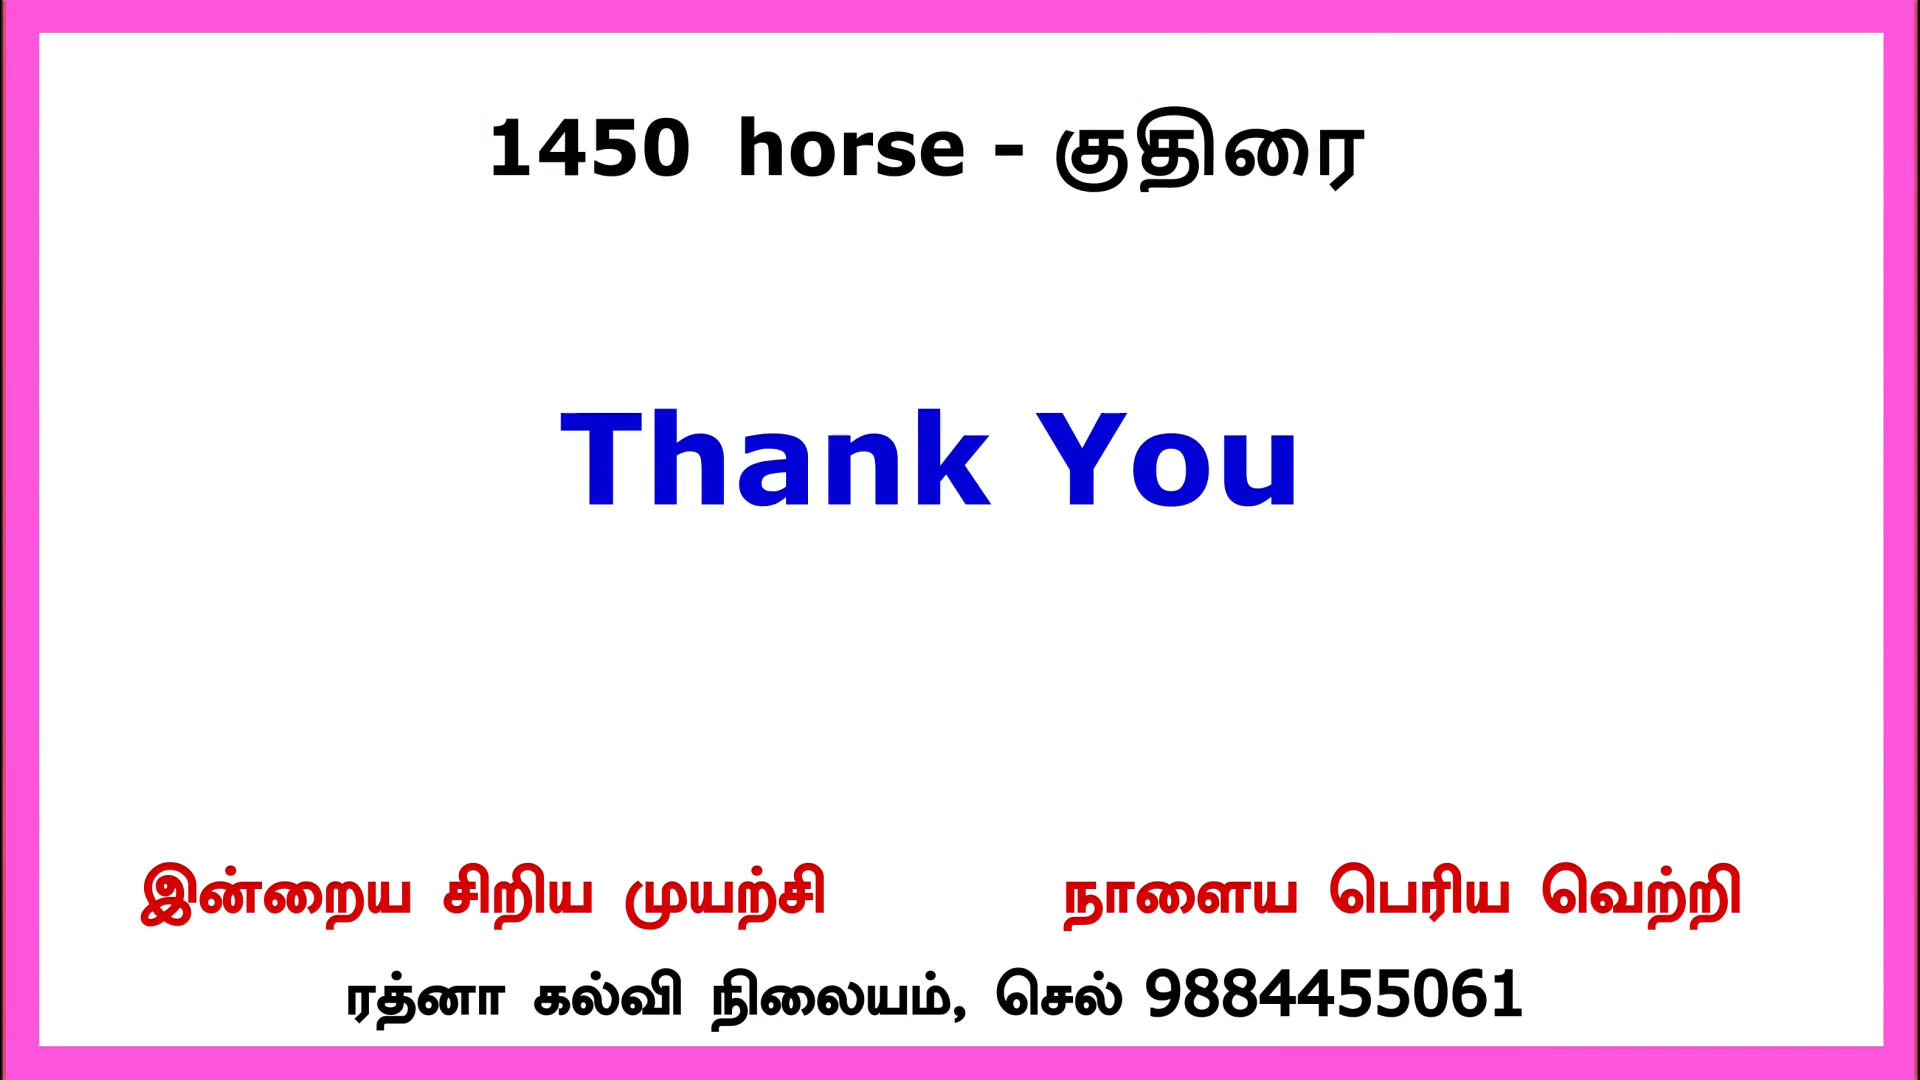 1450 horse - குதிரை
Thank You
இன்றைய சிறிய முயற்சி நாளைய பெரிய வெற்றி
ரத்னா கல்வி நிலையம், செல் 9884455061